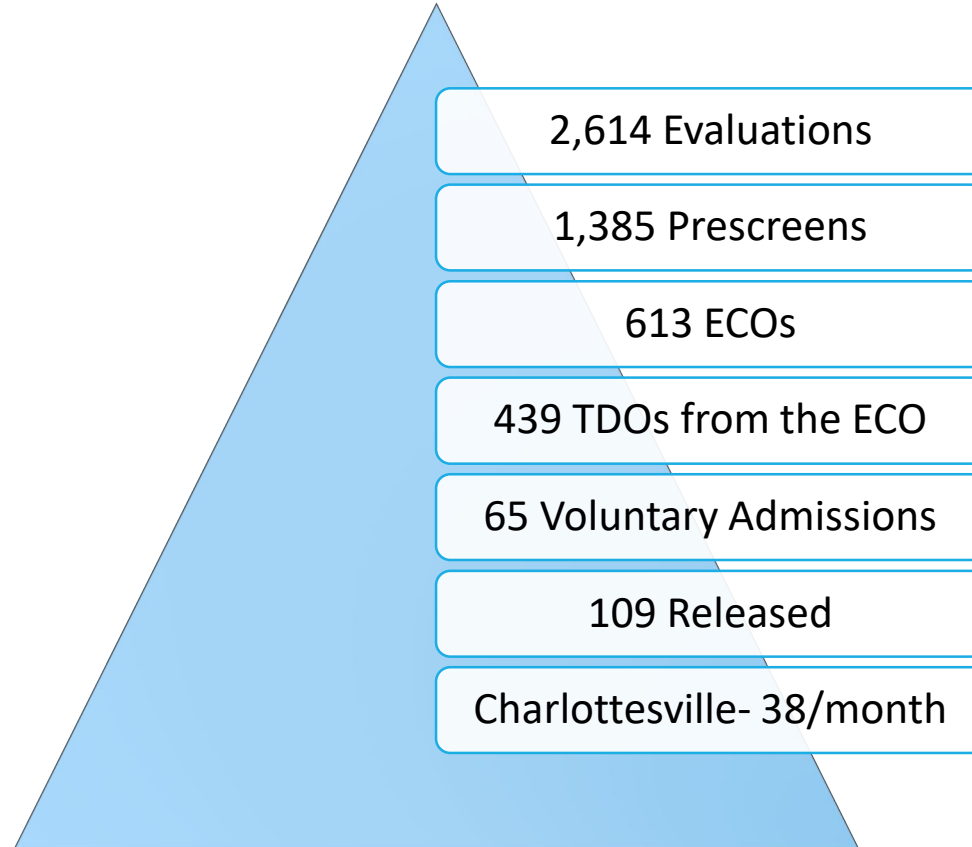 2,614 Evaluations
1,385 Prescreens
613 ECOs
439 TDOs from the ECO
65 Voluntary Admissions
109 Released
Charlottesville- 38/month